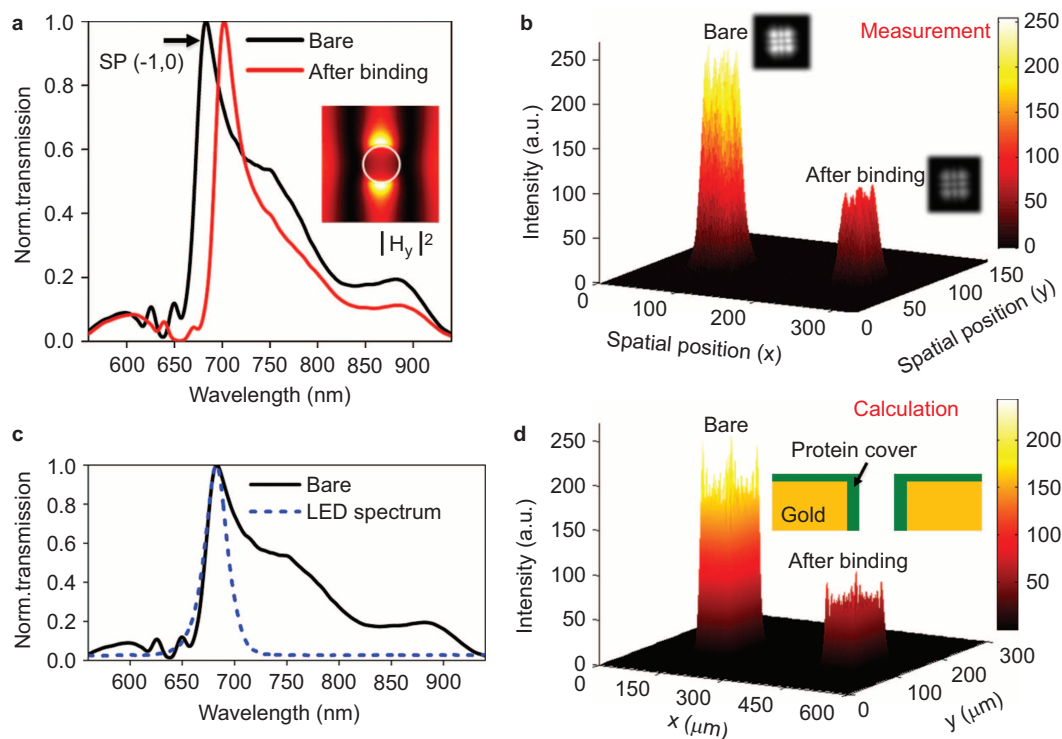 a
Norm.transmission
1.0
0.8
0.6
0.4
0.2
0.0
SP (-1,0)
Bare
After binding
|Hy|2
600 650 700 750 800 850 900
Wavelength (nm)
b
Measurement
Bare
After binding
Intensity (a.u.)
250
200
150
100
50
0
0
100
200
300
Spatial position (x)
0
50
100
150
Spatial position (y)
250
200
150
100
50
0
c
Norm.transmission
1.0
0.8
0.6
0.4
0.2
0.0
Bare
LED spectrum
600 650 700 750 800 850 900
Wavelength (nm)
d
Calculation
Bare
Protein cover
Gold
After binding
Intensity (a.u.)
250
200
150
100
50
0
0
150
300
450
600
x (μm)
0
100
200
300
y (μm)
200
150
100
50
0